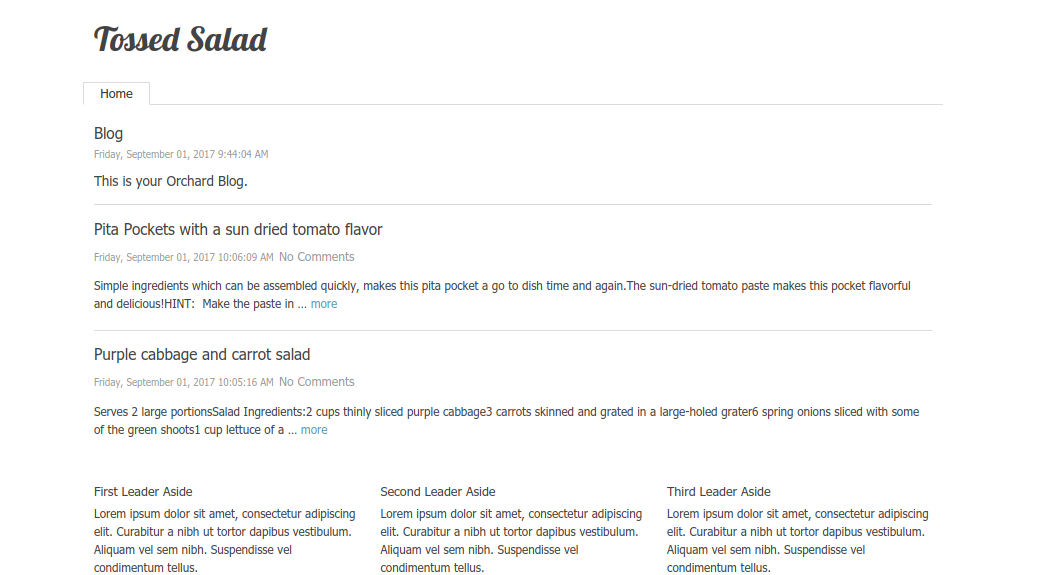 Tossed Salad
Home
Blog
Friday, September 01, 2017 9:44:04 AM
This is your Orchard Blog.
Pita Pockets with a sun dried tomato flavor
Friday, September 01, 2017 10:06:09 AM No Comments
Simple ingredients which can be assembled quickly, makes this pita pocket a go to dish time and again.The sun-dried tomato paste makes this pocket flavorful
and delicious!HINT:  Make the paste in ... more
Purple cabbage and carrot salad
Friday, September 01, 2017 10:05:16 AM No Comments
Serves 2 large portionsSalad Ingredients:2 cups thinly sliced purple cabbage3 carrots skinned and grated in a large-holed grater6 spring onions sliced with some
of the green shoots1 cup lettuce of a ... more
First Leader Aside
Lorem ipsum dolor sit amet, consectetur adipiscing
elit. Curabitur a nibh ut tortor dapibus vestibulum.
Aliquam vel sem nibh. Suspendisse vel
condimentum tellus.
Second Leader Aside
Lorem ipsum dolor sit amet, consectetur adipiscing
elit. Curabitur a nibh ut tortor dapibus vestibulum.
Aliquam vel sem nibh. Suspendisse vel
condimentum tellus.
Third Leader Aside
Lorem ipsum dolor sit amet, consectetur adipiscing
elit. Curabitur a nibh ut tortor dapibus vestibulum.
Aliquam vel sem nibh. Suspendisse vel
condimentum tellus.